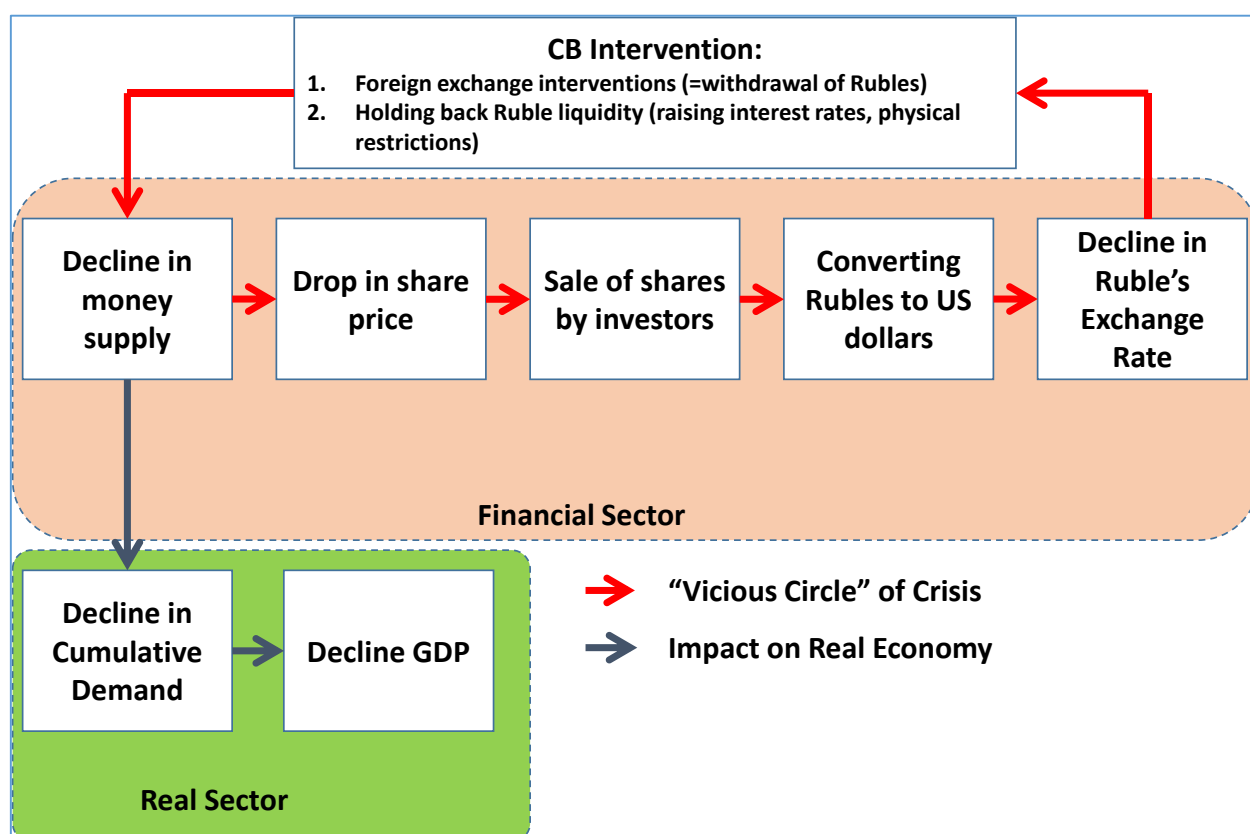 CB Intervention:
1. Foreign exchange interventions (=withdrawal of Rubles)
2. Holding back Ruble liquidity (raising interest rates, physical
restrictions)
Decline in
money
supply
Drop in share
price
Sale of shares
by investors
Converting
Rubles to US
dollars
Decline in
Ruble’s
Exchange
Rate
Financial Sector
Decline in
Cumulative
Demand
Decline GDP
Real Sector
“Vicious Circle” of Crisis
Impact on Real Economy